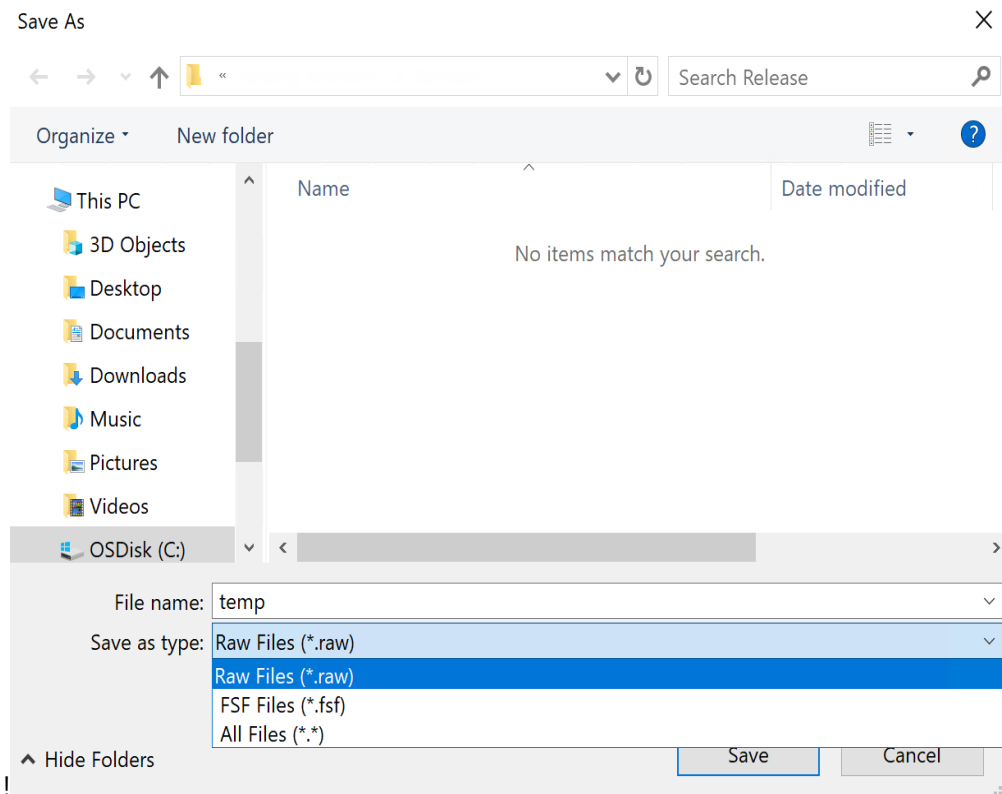 Save As
«
Search Release
Organize
New folder
?
Name
Date modified
This PC
3D Objects
Desktop
Documents
Downloads
Music
Pictures
Videos
OSDisk (C:)
No items match your search.
File name:
temp
Save as type:
Raw Files (*.raw)
Raw Files (*.raw)
FSF Files (*.fsf)
All Files (*.*)
Hide Folders
Save
Cancel
!